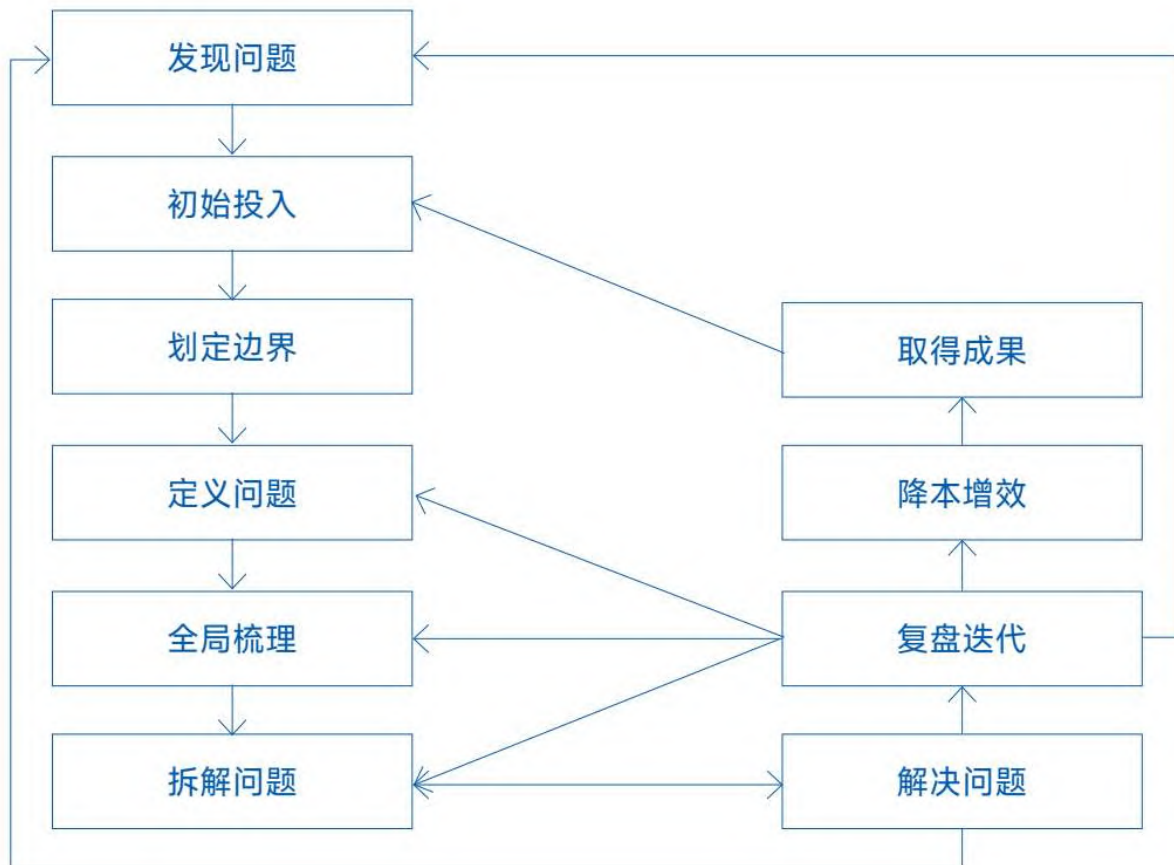 发现问题
初始投入
划定边界
定义问题
全局梳理
拆解问题
取得成果
降本增效
复盘迭代
解决问题